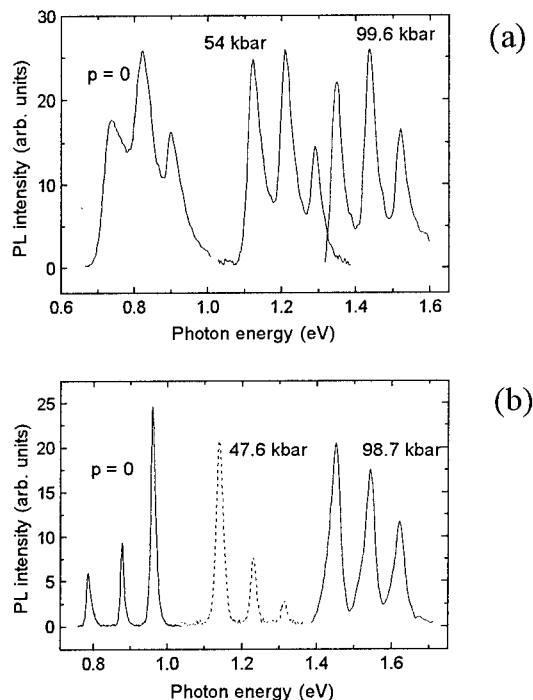 (a)
30
20
10
0
PL intensity (arb. units)
p = 0
54 kbar
99.6 kbar
0.6 0.8 1.0 1.2 1.4 1.6
Photon energy (eV)
(b)
25
20
15
10
5
0
PL intensity (arb. units)
p = 0
47.6 kbar
98.7 kbar
0.8 1.0 1.2 1.4 1.6
Photon energy (eV)